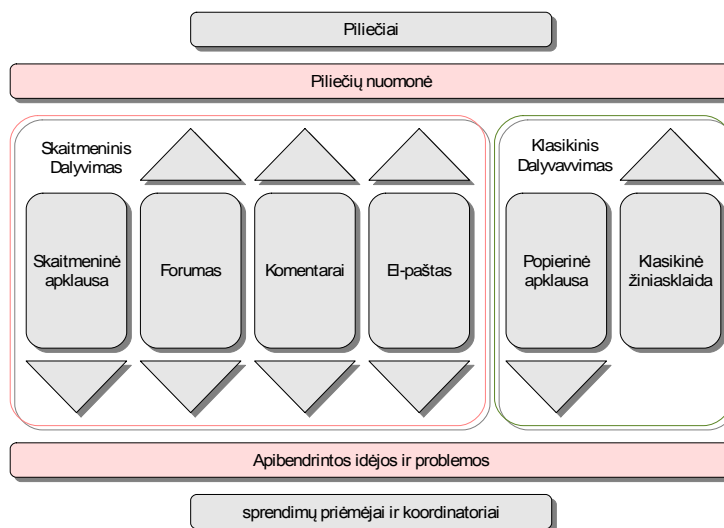 Piliečiai
Piliečių nuomonė
Skaitmeninis
Dalyvimas
Klasikinis
Dalyvavvimas
Skaitmeninė
apklausa
Forumas
Komentarai
El-paštas
Popierinė
apklausa
Klasikinė
žiniasklaida
Apibendrintos idėjos ir problemos
sprendimų priėmėjai ir koordinatoriai